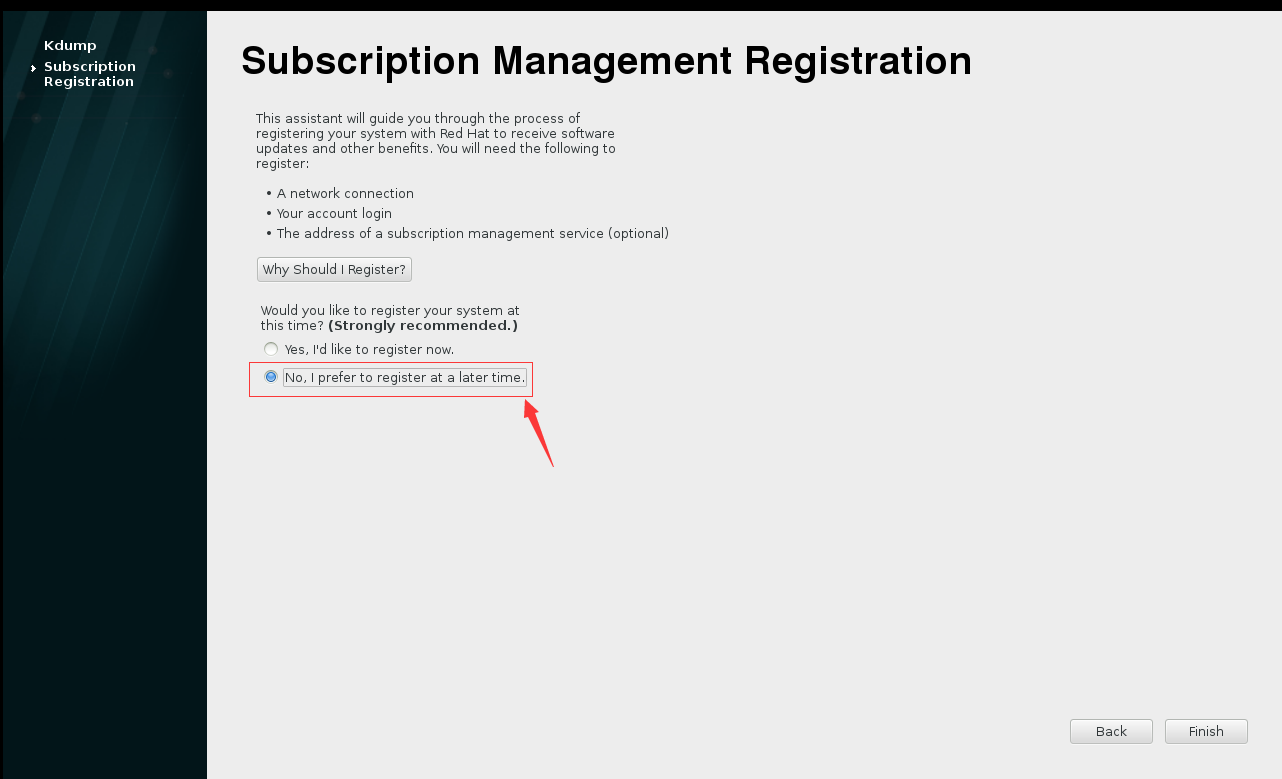 Kdump
Subscription
Registration
Subscription Management Registration
This assistant will guide you through the process of
registering your system with Red Hat to receive software
updates and other benefits. You will need the following to
register:
• A network connection
• Your account login
• The address of a subscription management service (optional)
Why Should I Register?
Would you like to register your system at
this time? (Strongly recommended.)
Yes, I'd like to register now.
No, I prefer to register at a later time.
Back
Finish